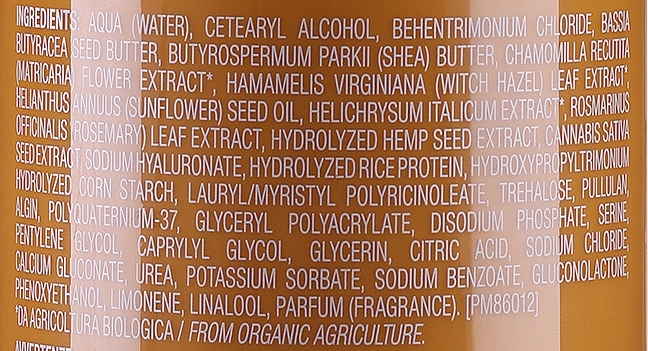 INGREDIENTS: AQUA (WATER), CETEARYL ALCOHOL, BEHENTRIMONIUM CHLORIDE, BASSIA
BUTYRACEA SEED BUTTER, BUTYROSPERMUM PARKII (SHEA) BUTTER, CHAMOMILLA RECUTITA
(MATRICARIA) FLOWER EXTRACT*, HAMAMELIS VIRGINIANA (WITCH HAZEL) LEAF EXTRACT*,
HELIANTHUS ANNUUS (SUNFLOWER) SEED OIL, HELICHRYSUM ITALICUM EXTRACT*, ROSMARINUS
OFFICINALIS (ROSEMARY) LEAF EXTRACT, HYDROLYZED HEMP SEED EXTRACT, CANNABIS SATIVA
SEED EXTRACT, SODIUM HYALURONATE, HYDROLYZED RICE PROTEIN, HYDROXYPROPYLTRIMONIUM
HYDROLYZED CORN STARCH, LAURYL/MYRISTYL POLYRICINOLEATE, TREHALOSE, PULLULAN,
ALGIN, POLYQUATERNIUM-37, GLYCERYL POLYACRYLATE, DISODIUM PHOSPHATE, SERINE,
PENTYLENE GLYCOL, CAPRYLYL GLYCOL, GLYCERIN, CITRIC ACID, SODIUM CHLORIDE,
CALCIUM GLUCONATE, UREA, POTASSIUM SORBATE, SODIUM BENZOATE, GLUCONOLACTONE,
PHENOXYETHANOL, LIMONENE, LINALOOL, PARFUM (FRAGRANCE). [PM86012]
*DA AGRICOLTURA BIOLOGICA / FROM ORGANIC AGRICULTURE.